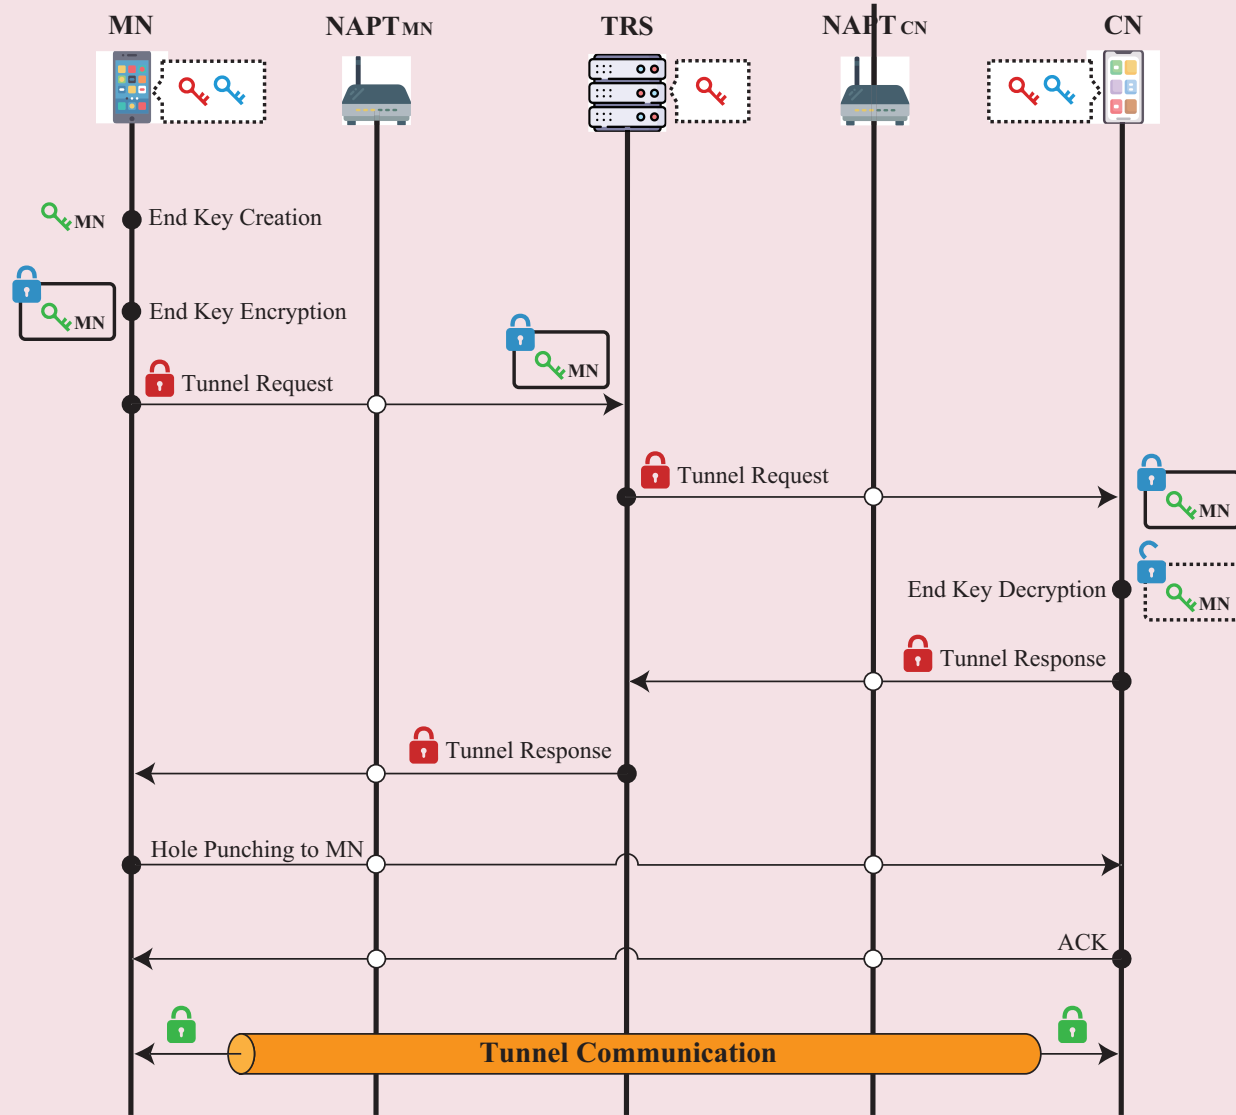 MN
NAPT MN
TRS
NAPT CN
CN
MN
End Key Creation
MN
End Key Encryption
MN
Tunnel Request
Tunnel Request
MN
End Key Decryption
MN
Tunnel Response
Tunnel Response
Hole Punching to MN
ACK
Tunnel Communication